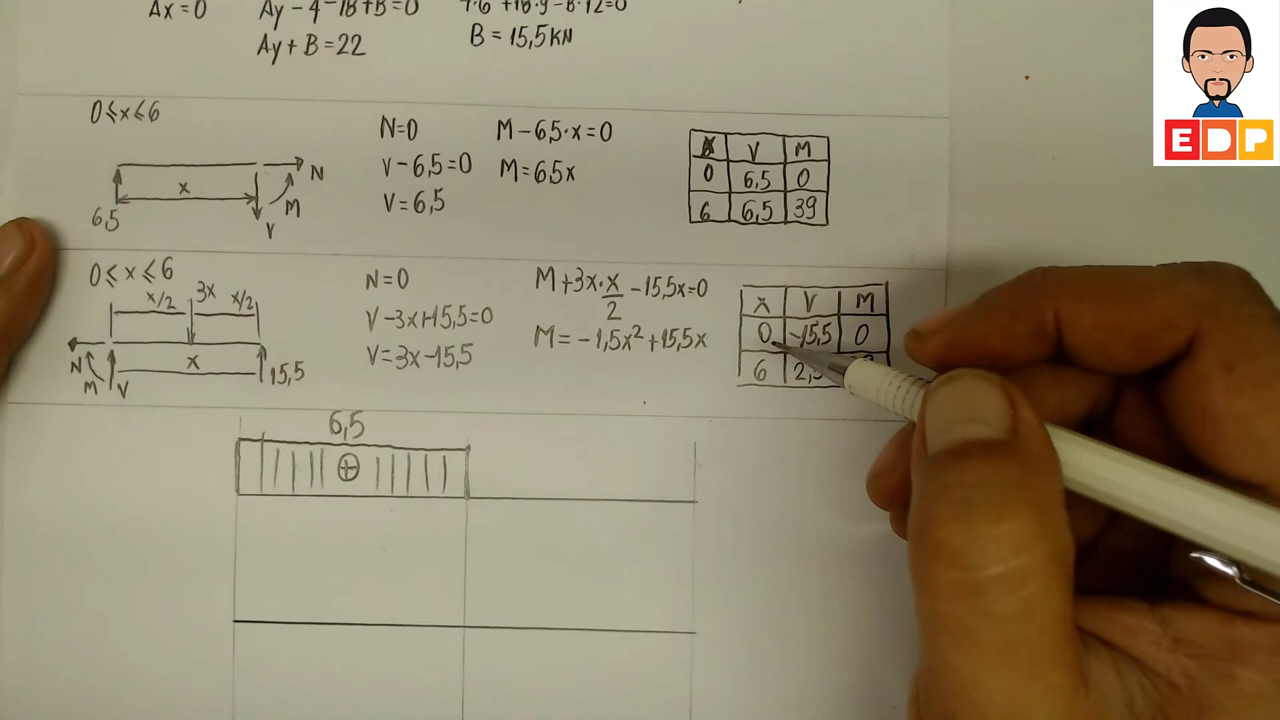 Ax=0
Ay-4-18+B=0
Ay+B=22
B=15,5KN
0≤x≤6
N=0
V-6,5=0
V=6,5
M-6,5·x=0
M=6,5x
x V M
0 6,5 0
6 6,5 39
x
N
M
V
6,5
0≤x≤6
x/2 3x x/2
N
M
V
x
15,5
N=0
V-3x+15,5=0
V=3x-15,5
M+3x·x/2-15,5x=0
M=-1,5x²+15,5x
x V M
0 -15,5 0
6
6,5
+
EDP